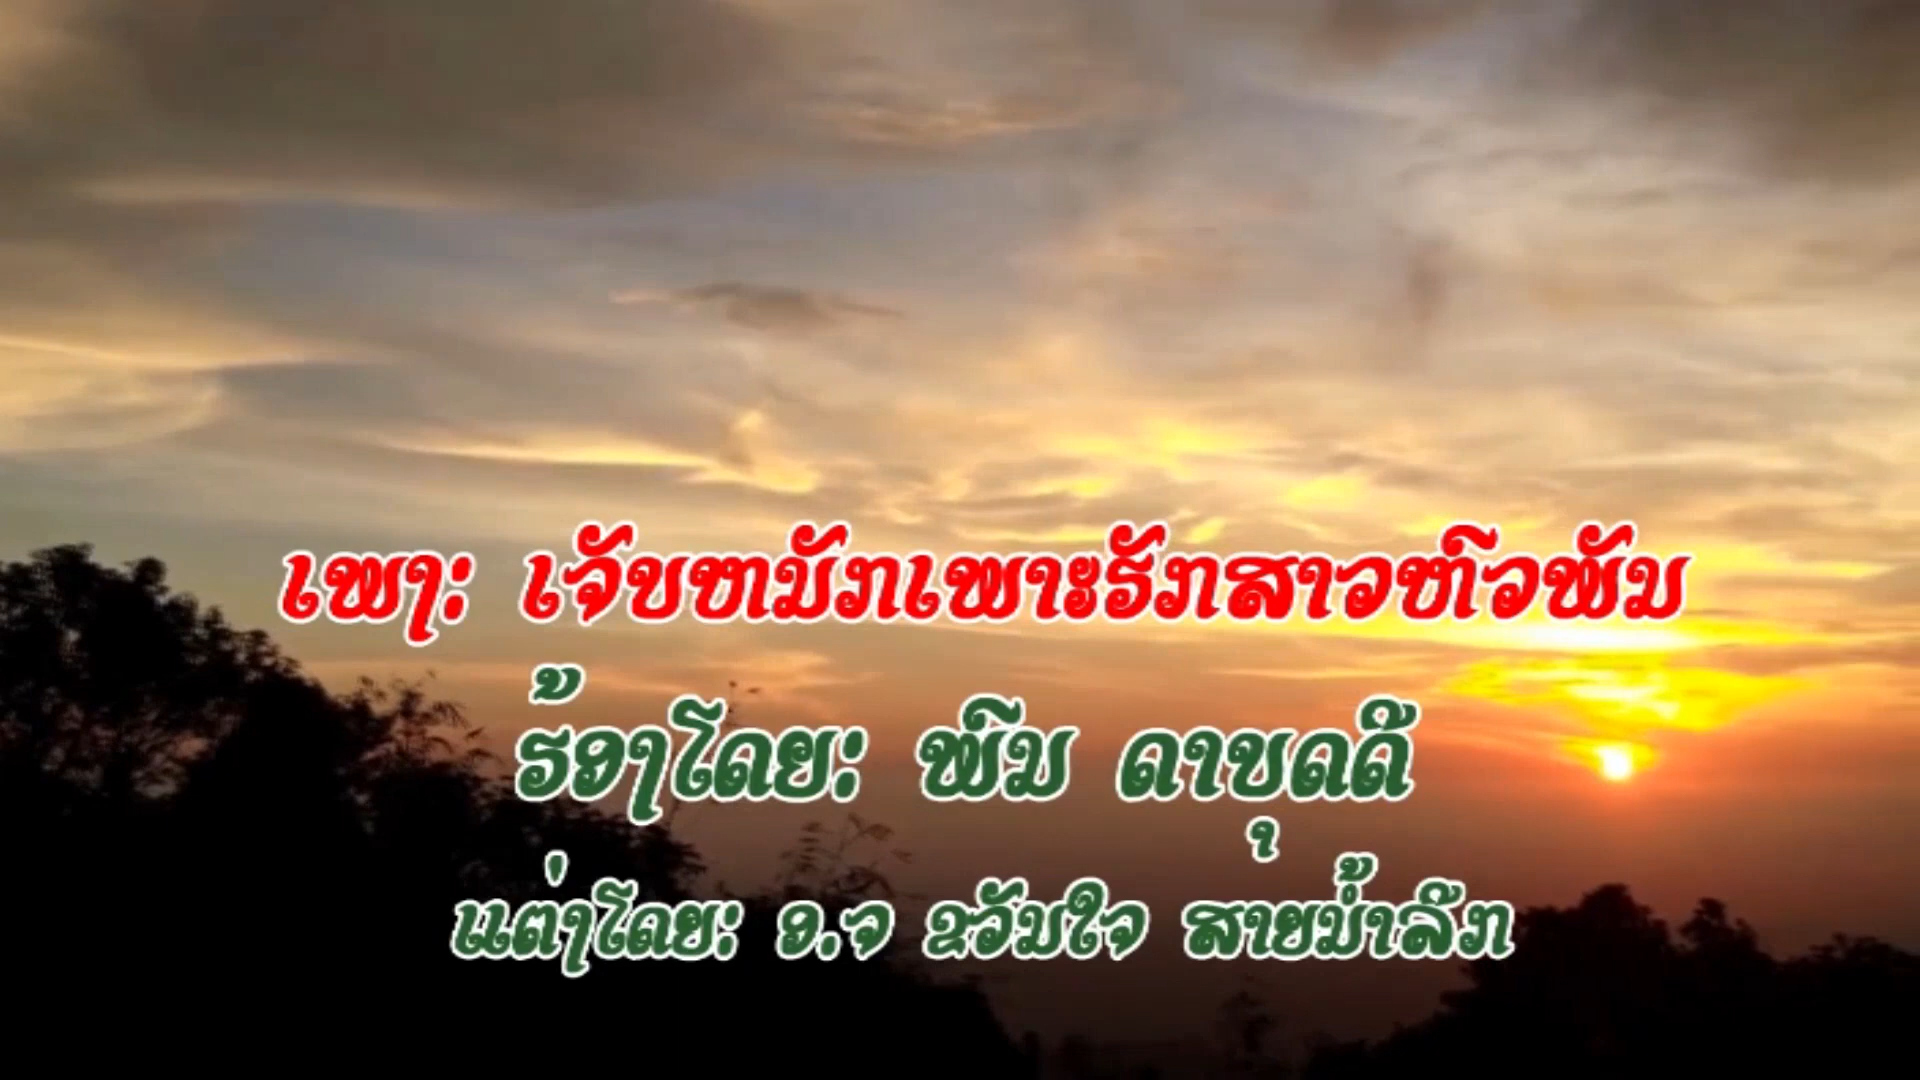 ເພງ: ເຈັບຫນັກເພາະຮັກສາວຫົວພັນ
ຮ້ອງໂດຍ: ພົນ ດາບຸດດີ
ແຕ່ງໂດຍ: ອ.ຈ ຂວັນໃຈ ສາຍນ້ຳລຶກ